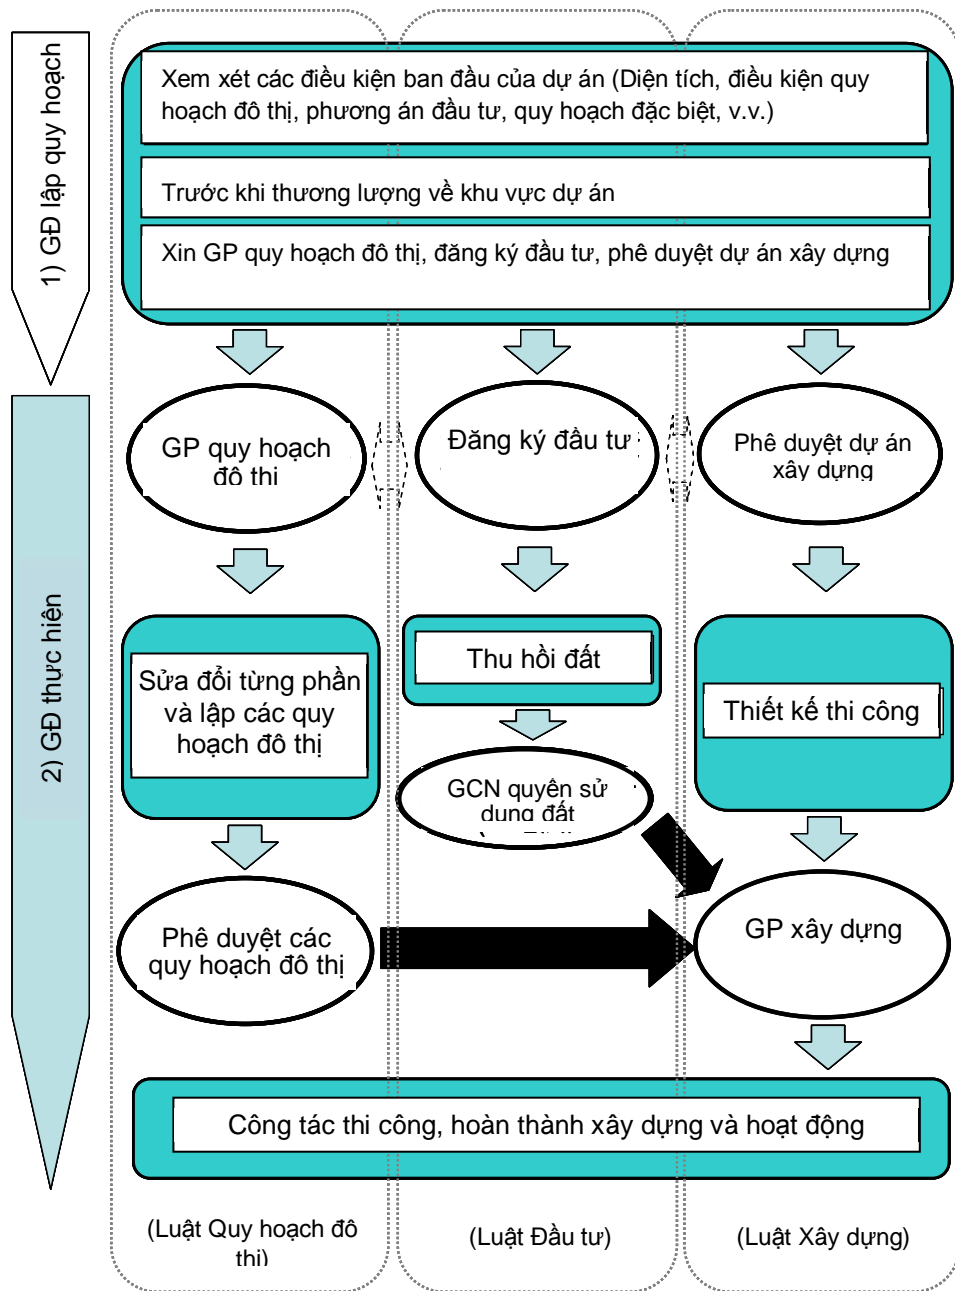 1) GĐ lập quy hoạch
Xem xét các điều kiện ban đầu của dự án (Diện tích, điều kiện quy
hoạch đô thị, phương án đầu tư, quy hoạch đặc biệt, v.v.)
Trước khi thương lượng về khu vực dự án
Xin GP quy hoạch đô thị, đăng ký đầu tư, phê duyệt dự án xây dựng
2) GĐ thực hiện
GP quy hoạch
đô thi
Đăng ký đầu tư
Phê duyệt dự án
xây dựng
Sửa đổi từng phần
và lập các quy
hoạch đô thị
Thu hồi đất
Thiết kế thi công
GCN quyên sử
dung đất
Phê duyệt các
quy hoạch đô thị
GP xây dựng
Công tác thi công, hoàn thành xây dựng và hoạt động
(Luật Quy hoạch đô
thi)
(Luật Đầu tư)
(Luật Xây dựng)